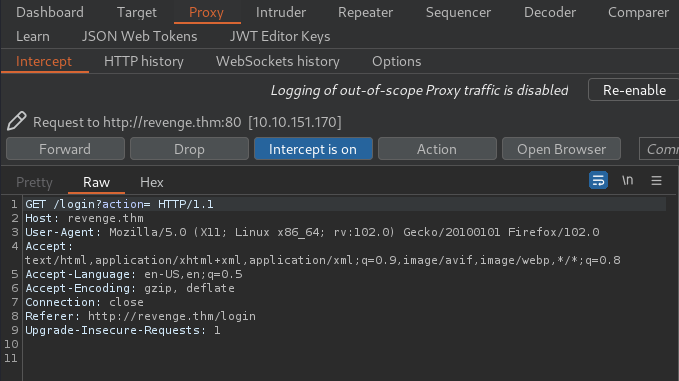 Dashboard Target Proxy Intruder Repeater Sequencer Decoder Comparer
Learn JSON Web Tokens JWT Editor Keys
Intercept HTTP history WebSockets history Options
Logging of out-of-scope Proxy traffic is disabled Re-enable
Request to http://revenge.thm:80 [10.10.151.170]
Forward Drop Intercept is on Action Open Browser Comm
Pretty Raw Hex \n
1 GET /login?action= HTTP/1.1
2 Host: revenge.thm
3 User-Agent: Mozilla/5.0 (X11; Linux x86_64; rv:102.0) Gecko/20100101 Firefox/102.0
4 Accept:
text/html,application/xhtml+xml,application/xml;q=0.9,image/avif,image/webp,*/*;q=0.8
5 Accept-Language: en-US,en;q=0.5
6 Accept-Encoding: gzip, deflate
7 Connection: close
8 Referer: http://revenge.thm/login
9 Upgrade-Insecure-Requests: 1
10
11